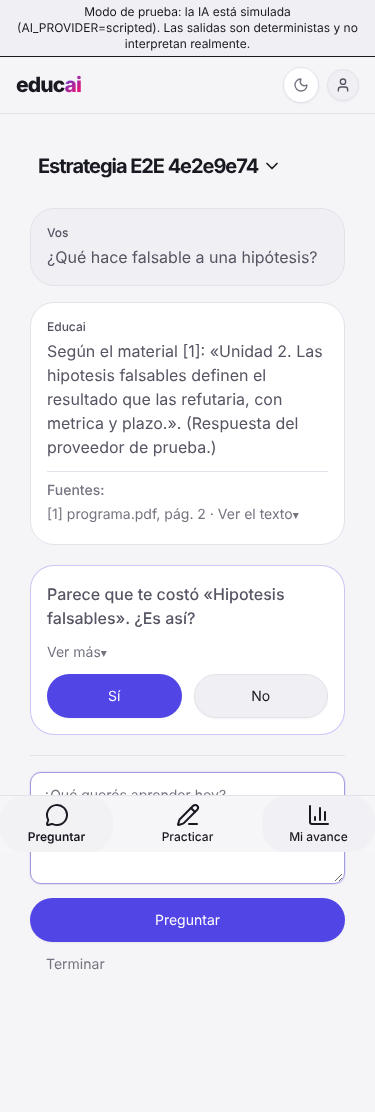 Modo de prueba: la IA está simulada
(AI_PROVIDER=scripted). Las salidas son deterministas y no
interpretan realmente.
educai
Estrategia E2E 4e2e9e74
Vos
¿Qué hace falsable a una hipótesis?
Educai
Según el material [1]: «Unidad 2. Las
hipotesis falsables definen el
resultado que las refutaria, con
metrica y plazo.». (Respuesta del
proveedor de prueba.)
Fuentes:
[1] programa.pdf, pág. 2 · Ver el texto▾
Parece que te costó «Hipotesis
falsables». ¿Es así?
Ver más▾
Sí
No
¿Qué querés aprender hoy?
Preguntar
Practicar
Mi avance
Preguntar
Terminar